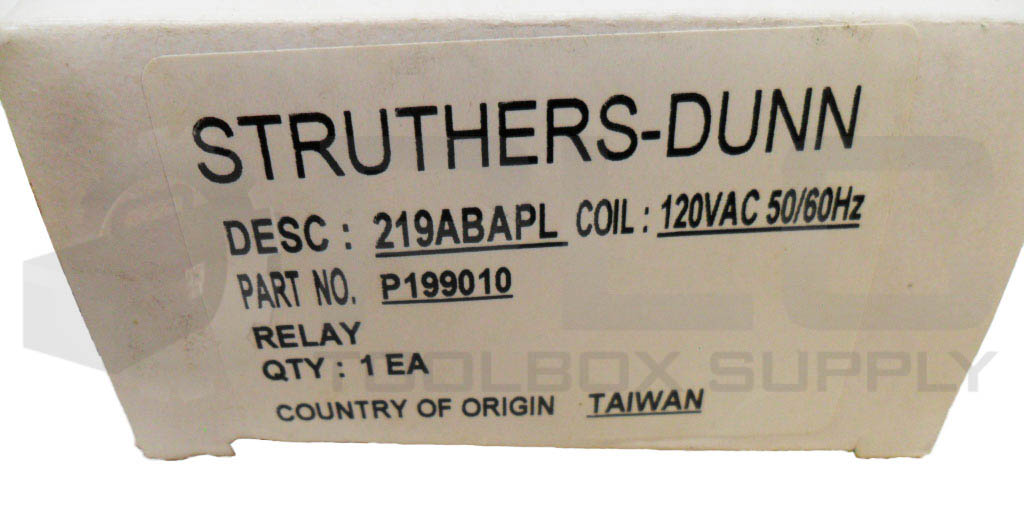 STRUTHERS-DUNN
DESC : 219ABAPL COIL : 120VAC 50/60Hz
PART NO. P199010
RELAY
QTY : 1 EA
COUNTRY OF ORIGIN TAIWAN
TOOLBOX SUPPLY